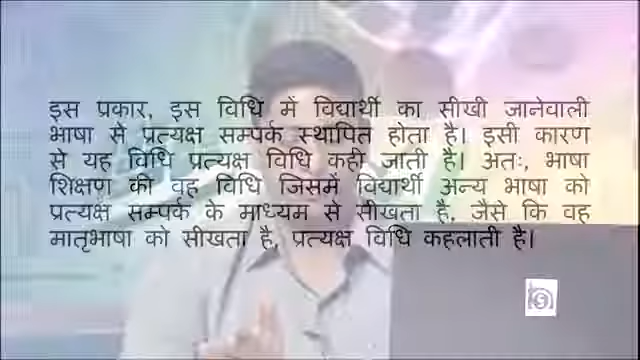 इस प्रकार, इस विधि में विद्यार्थी का सीखी जानेवाली
भाषा से प्रत्यक्ष सम्पर्क स्थापित होता है। इसी कारण
से यह विधि प्रत्यक्ष विधि कही जाती है। अतः, भाषा
शिक्षण की वह विधि जिसमें विद्यार्थी अन्य भाषा को
प्रत्यक्ष सम्पर्क के माध्यम से सीखता है, जैसे कि वह
मातृभाषा को सीखता है, प्रत्यक्ष विधि कहलाती है।